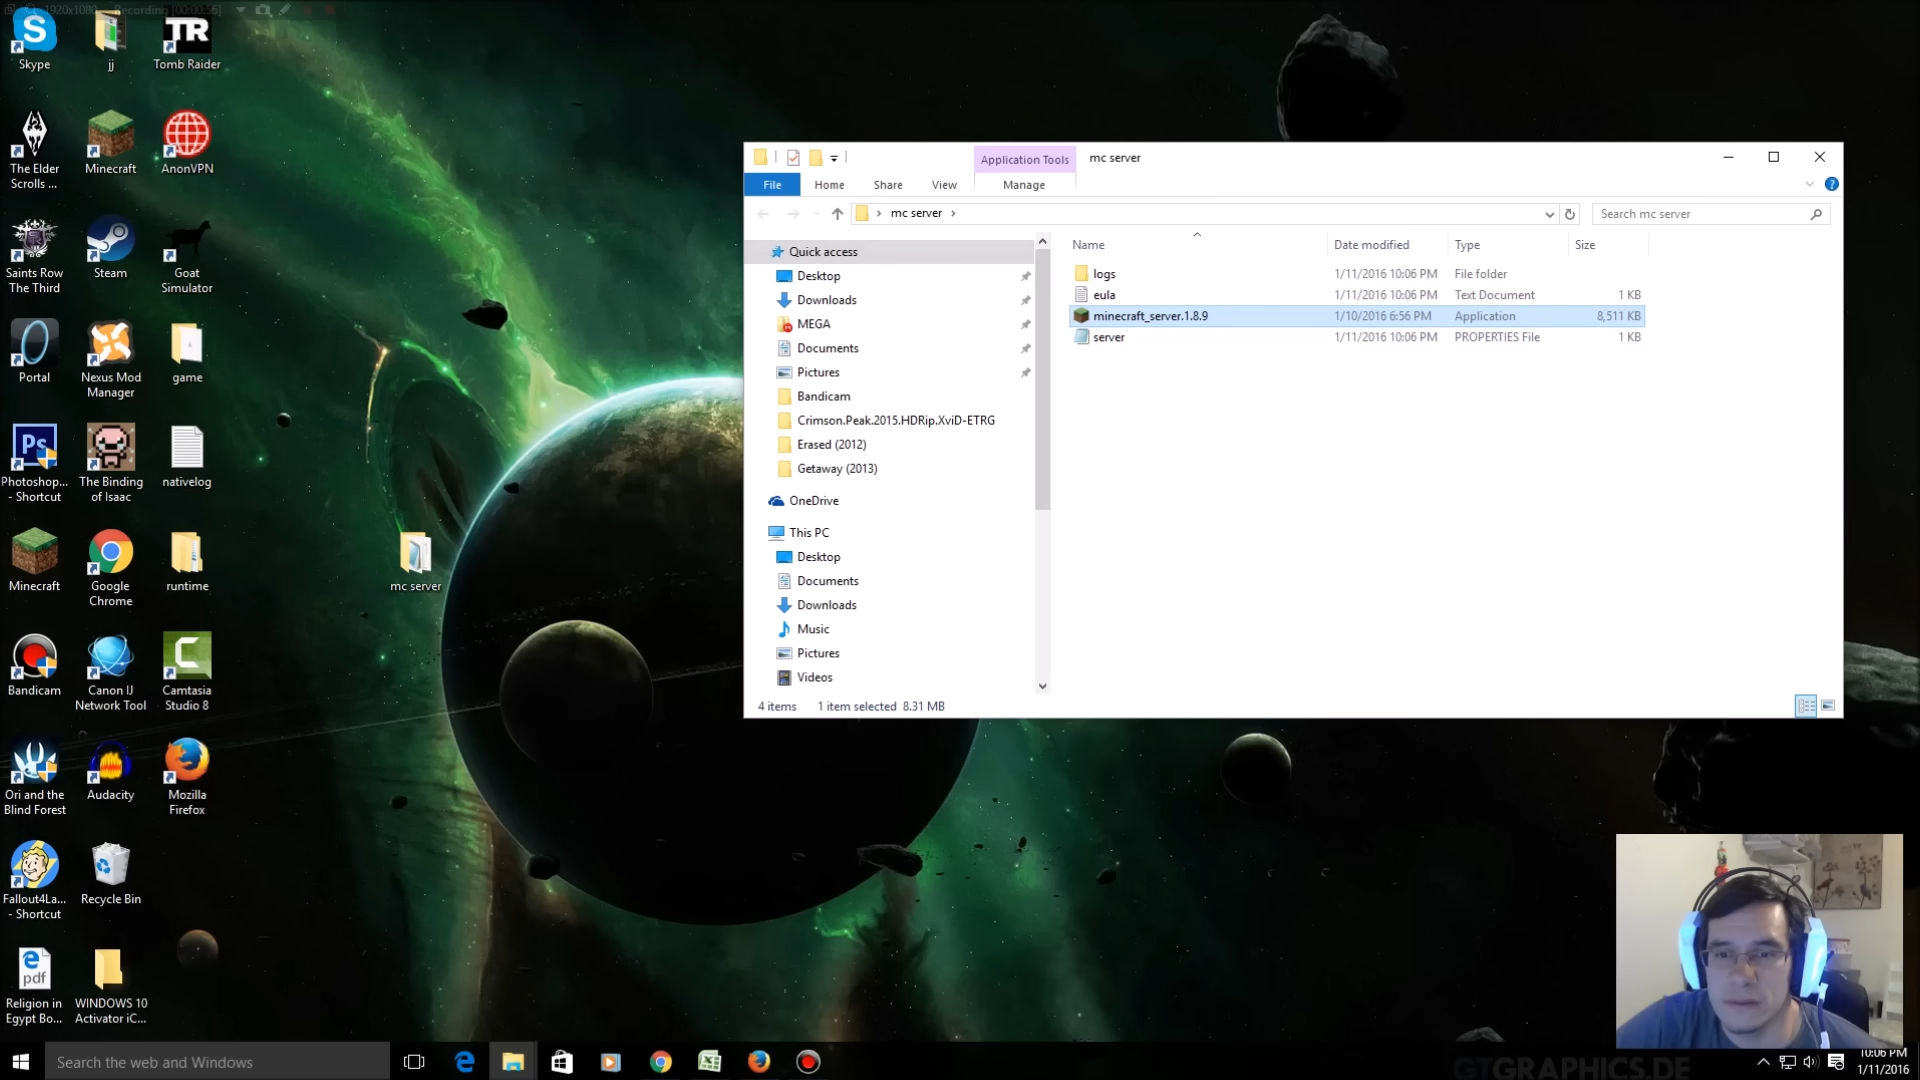 1920x1080
Recording [00:00:56]
Skype
jj
TR
Tomb Raider
The Elder
Scrolls ...
Minecraft
AnonVPN
Saints Row
The Third
Steam
Goat
Simulator
Portal
Nexus Mod
Manager
game
Ps
Photoshop...
- Shortcut
The Binding
of Isaac
nativelog
Minecraft
Google
Chrome
runtime
mc server
Bandicam
Canon IJ
Network Tool
Camtasia
Studio 8
Ori and the
Blind Forest
Audacity
Mozilla
Firefox
Fallout4La...
- Shortcut
Recycle Bin
pdf
Religion in
Egypt Bo...
WINDOWS 10
Activator iC...
Application Tools
mc server
File
Home
Share
View
Manage
mc server
Search mc server
Quick access
Desktop
Downloads
MEGA
Documents
Pictures
Bandicam
Crimson.Peak.2015.HDRip.XviD-ETRG
Erased (2012)
Getaway (2013)
OneDrive
This PC
Desktop
Documents
Downloads
Music
Pictures
Videos
Name Date modified Type Size
logs 1/11/2016 10:06 PM File folder
eula 1/11/2016 10:06 PM Text Document 1 KB
minecraft_server.1.8.9 1/10/2016 6:56 PM Application 8,511 KB
server 1/11/2016 10:06 PM PROPERTIES File 1 KB
4 items 1 item selected 8.31 MB
GTGRAPHICS.DE
Search the web and Windows
10:06 PM
1/11/2016